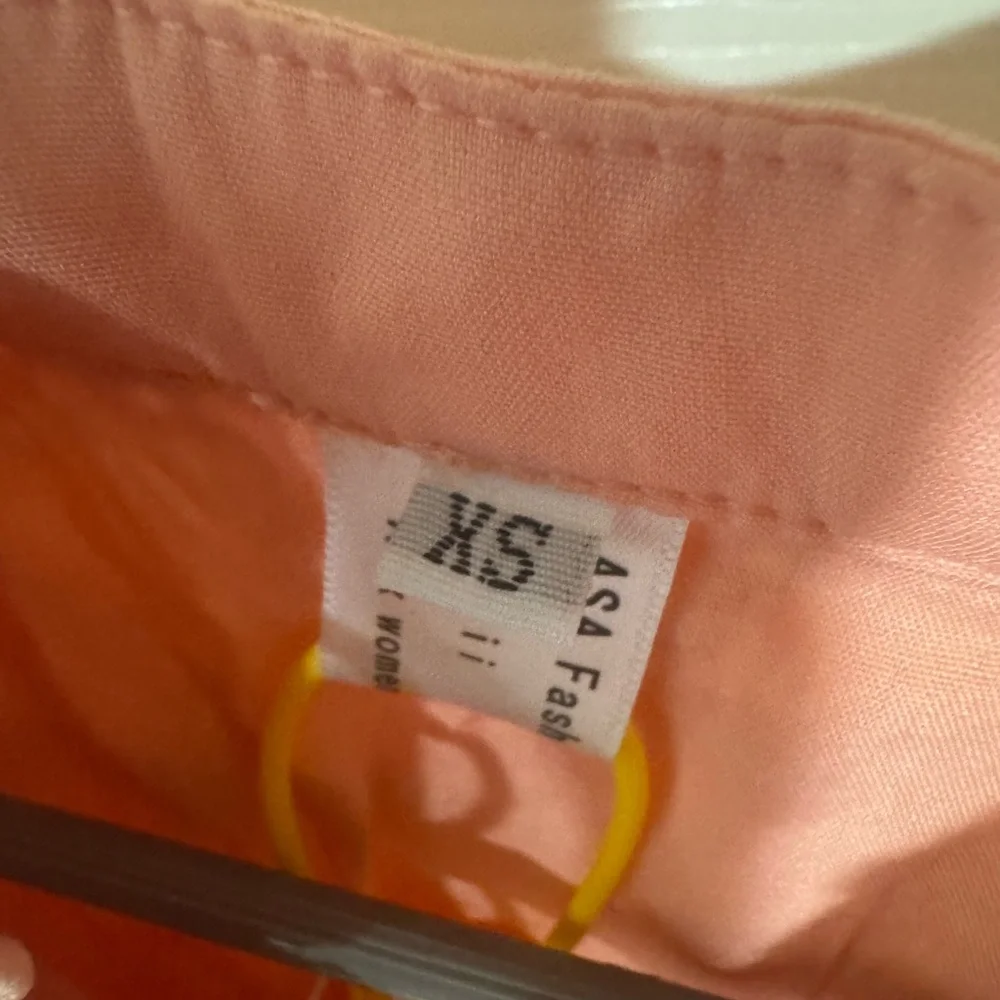 XS
ASA Fash
ii
r women